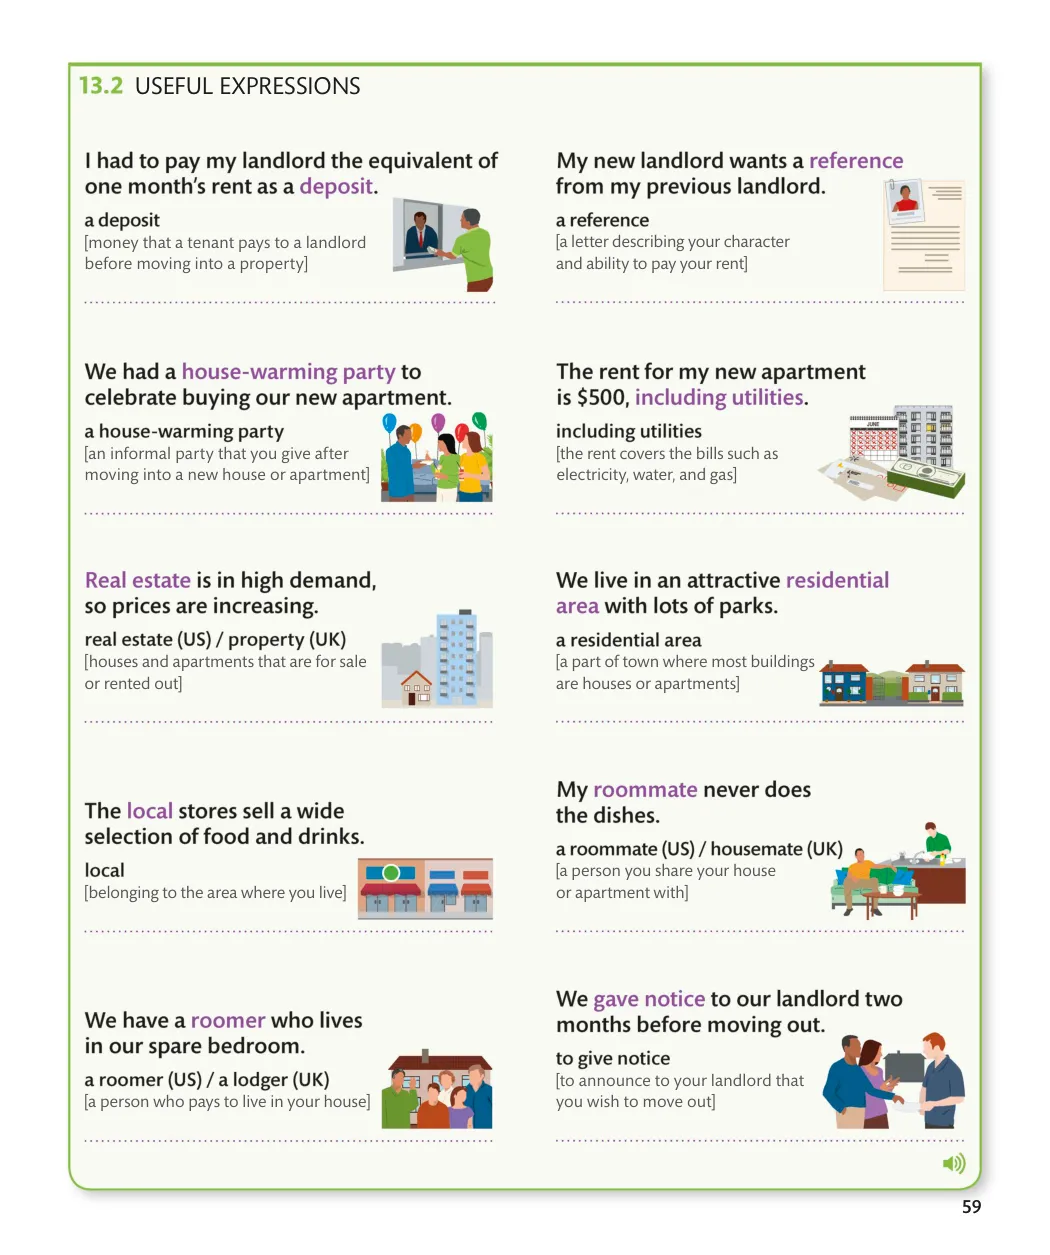 13.2 USEFUL EXPRESSIONS
I had to pay my landlord the equivalent of
one month's rent as a deposit.
a deposit
[money that a tenant pays to a landlord
before moving into a property]
My new landlord wants a reference
from my previous landlord.
a reference
[a letter describing your character
and ability to pay your rent]
We had a house-warming party to
celebrate buying our new apartment.
a house-warming party
[an informal party that you give after
moving into a new house or apartment]
The rent for my new apartment
is $500, including utilities.
including utilities
[the rent covers the bills such as
electricity, water, and gas]
JUNE
Real estate is in high demand,
so prices are increasing.
real estate (US) / property (UK)
[houses and apartments that are for sale
or rented out]
We live in an attractive residential
area with lots of parks.
a residential area
[a part of town where most buildings
are houses or apartments]
The local stores sell a wide
selection of food and drinks.
local
[belonging to the area where you live]
My roommate never does
the dishes.
a roommate (US) / housemate (UK)
[a person you share your house
or apartment with]
We have a roomer who lives
in our spare bedroom.
a roomer (US) / a lodger (UK)
[a person who pays to live in your house]
We gave notice to our landlord two
months before moving out.
to give notice
[to announce to your landlord that
you wish to move out]
59